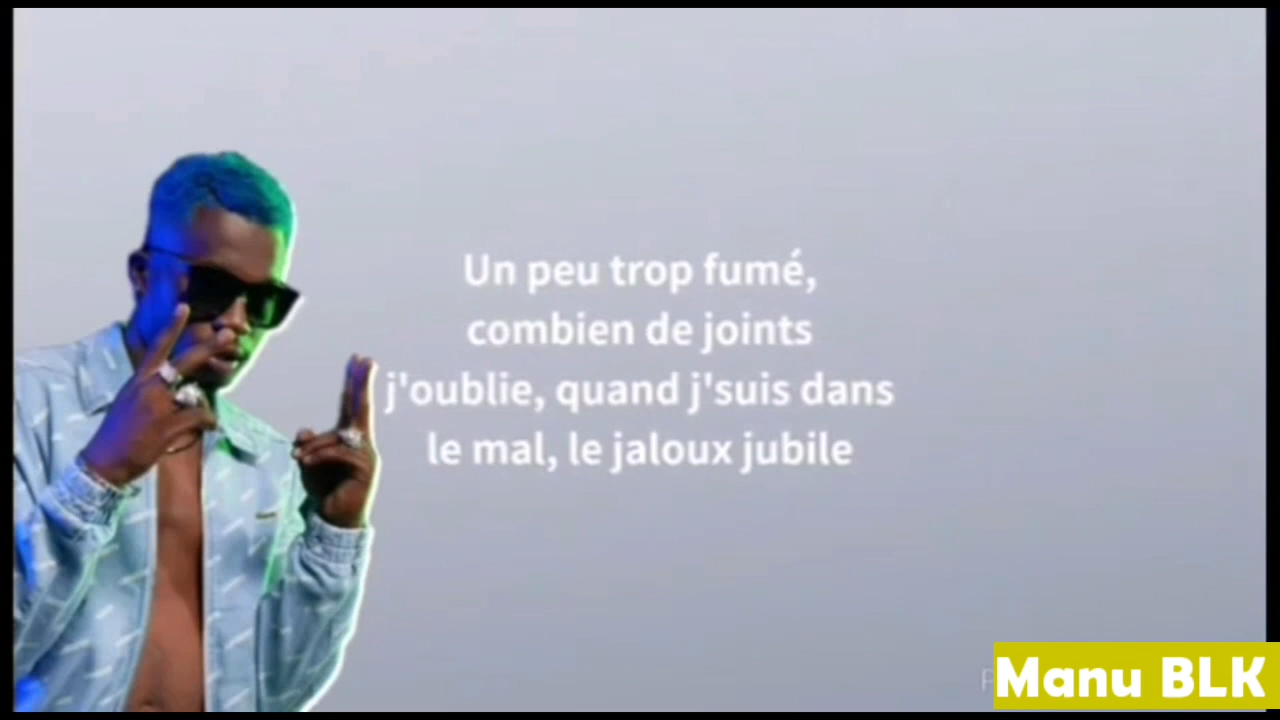 Un peu trop fumé,
combien de joints
j'oublie, quand j'suis dans
le mal, le jaloux jubile
Manu BLK